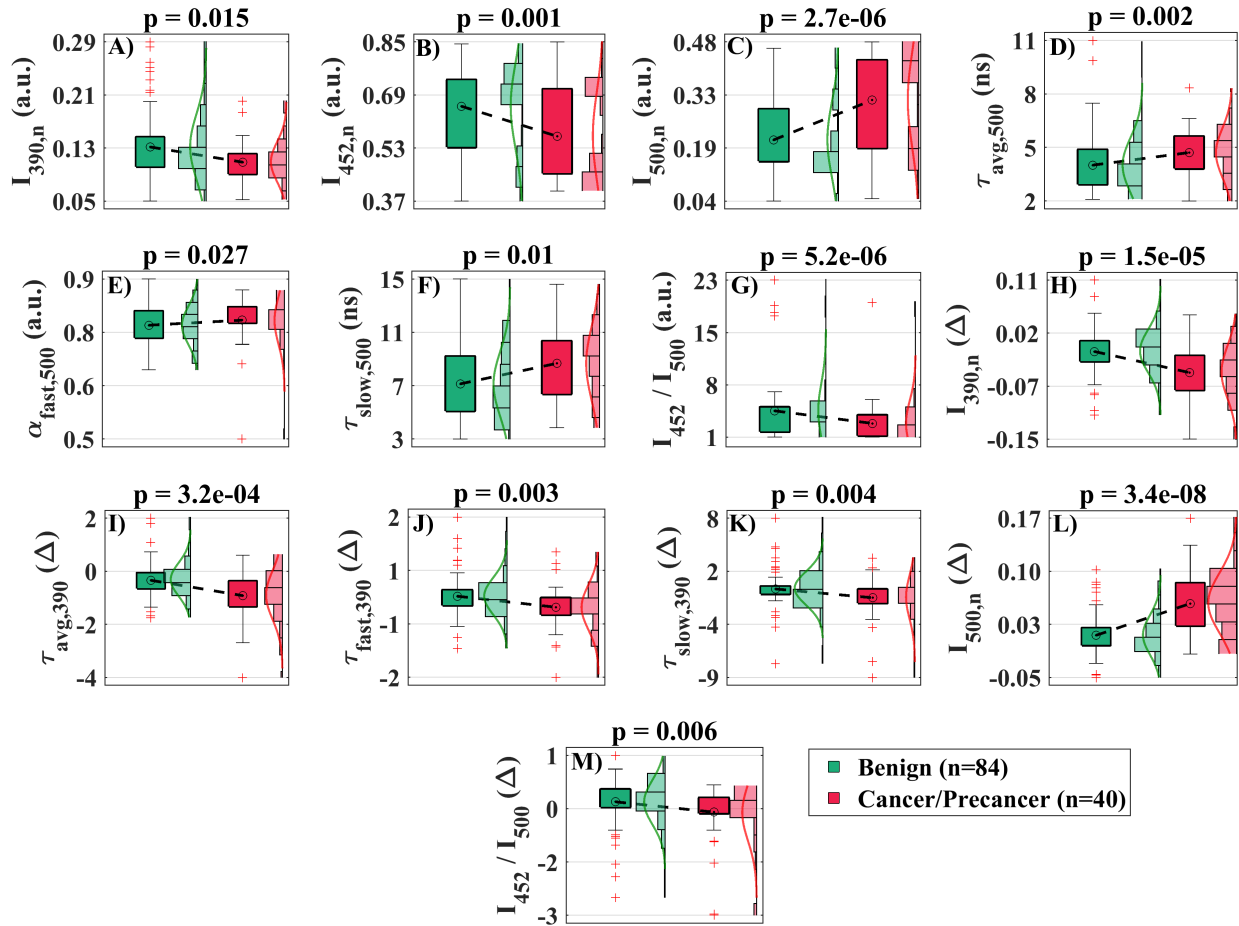 p = 0.015
A)
I390,n (a.u.)
0.29
0.21
0.13
0.05
p = 0.001
B)
I452,n (a.u.)
0.85
0.69
0.53
0.37
p = 2.7e-06
C)
I500,n (a.u.)
0.48
0.33
0.19
0.04
p = 0.002
D)
τavg,500 (ns)
11
8
5
2
p = 0.027
E)
αfast,500 (a.u.)
0.9
0.8
0.6
0.5
p = 0.01
F)
τslow,500 (ns)
15
11
7
3
p = 5.2e-06
G)
I452 / I500 (a.u.)
23
15
8
1
p = 1.5e-05
H)
I390,n (Δ)
0.11
0.02
-0.07
-0.15
p = 3.2e-04
I)
τavg,390 (Δ)
2
0
-2
-4
p = 0.003
J)
τfast,390 (Δ)
2
1
-1
-2
p = 0.004
K)
τslow,390 (Δ)
8
2
-4
-9
p = 3.4e-08
L)
I500,n (Δ)
0.17
0.10
0.03
-0.05
p = 0.006
M)
I452 / I500 (Δ)
1
0
-2
-3
Benign (n=84)
Cancer/Precancer (n=40)